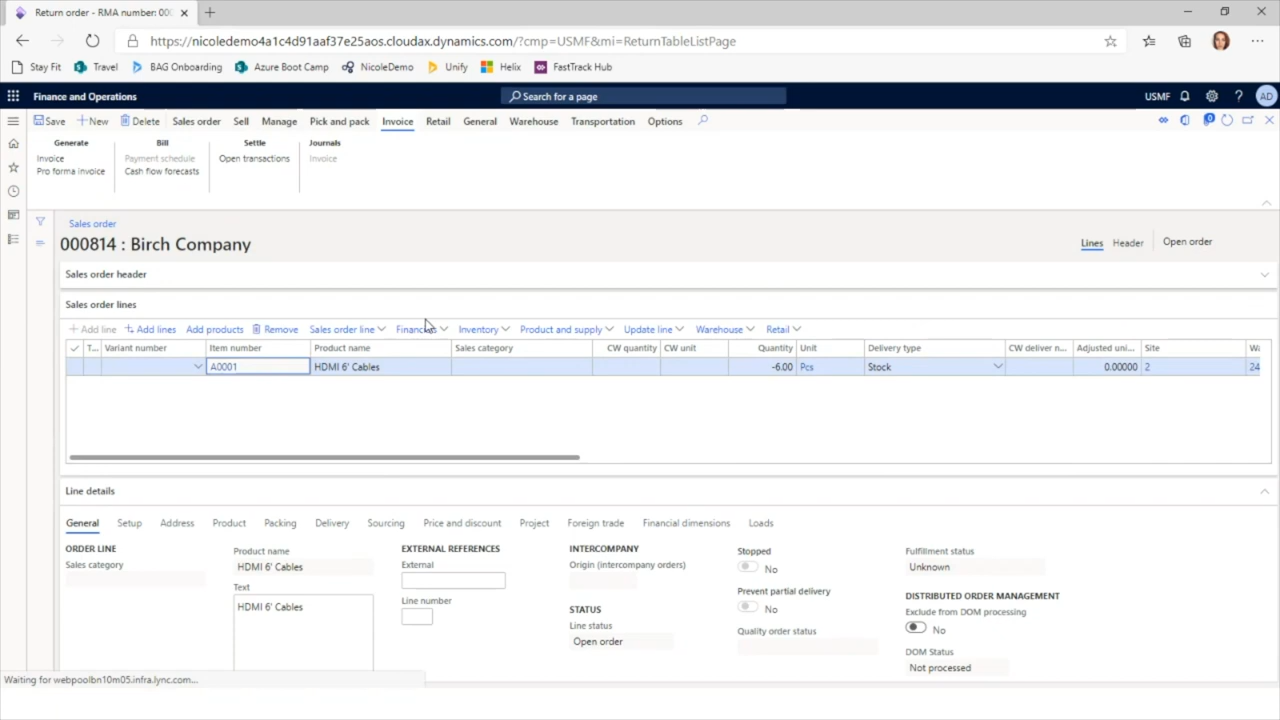 Return order - RMA number: 000
https://nicoledemo4a1c4d91aaf37e25aos.cloudax.dynamics.com/?cmp=USMF&mi=ReturnTableListPage
Stay Fit Travel BAG Onboarding Azure Boot Camp NicoleDemo Unify Helix FastTrack Hub
Finance and Operations Search for a page USMF ? AD
Save + New Delete Sales order Sell Manage Pick and pack Invoice Retail General Warehouse Transportation Options 0
Generate Bill Settle Journals
Invoice Payment schedule Open transactions Invoice
Pro forma invoice Cash flow forecasts
Sales order
000814 : Birch Company Lines Header Open order
Sales order header
Sales order lines
+ Add line Add lines Add products Remove Sales order line Inventory Product and supply Update line Warehouse Retail
T... Variant number Item number Product name Sales category CW quantity CW unit Quantity Unit Delivery type CW deliver n... Adjusted uni... Site Wa
A0001 HDMI 6' Cables -6.00 Pcs Stock 0.00000 2 24
Line details
General Setup Address Product Packing Delivery Sourcing Price and discount Project Foreign trade Financial dimensions Loads
ORDER LINE Product name EXTERNAL REFERENCES INTERCOMPANY Stopped Fulfillment status
Sales category HDMI 6' Cables External Origin (intercompany orders) No Unknown
Text Line number STATUS Prevent partial delivery DISTRIBUTED ORDER MANAGEMENT
HDMI 6' Cables Line status No Exclude from DOM processing
Open order Quality order status No
DOM Status
Not processed
Waiting for webpoolbn10m05.infra.lync.com...